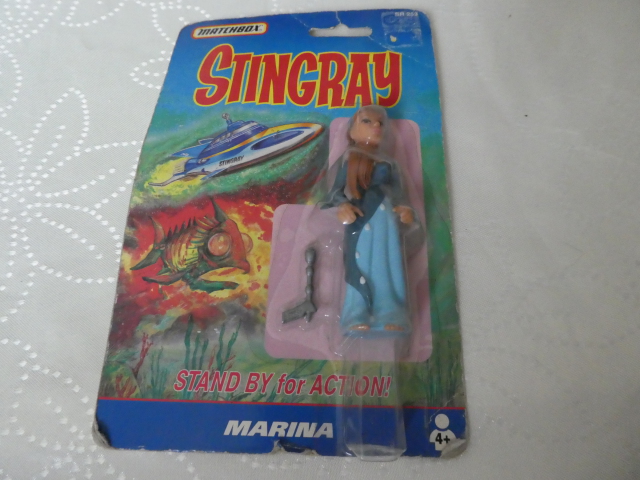 MATCHBOX
STINGRAY
STINGRAY
STAND BY for ACTION!
MARINA
4+